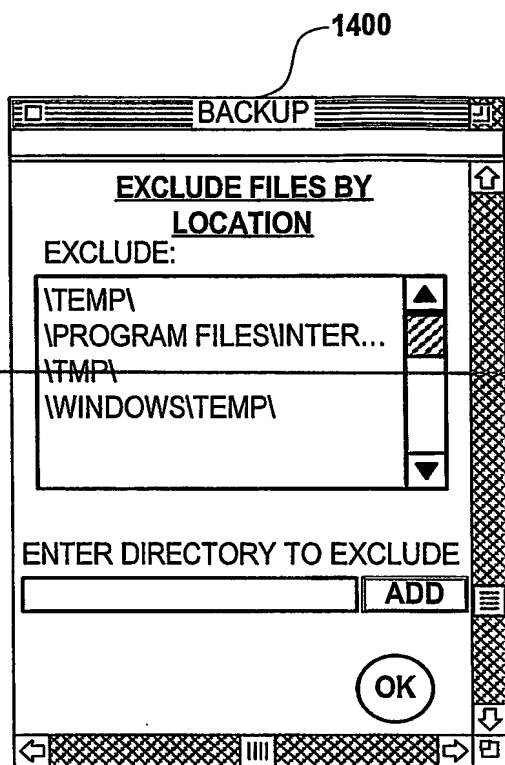 1400
BACKUP
EXCLUDE FILES BY
LOCATION
EXCLUDE:
\TEMP\
\PROGRAM FILES\INTER...
\TMP\
\WINDOWS\TEMP\
ENTER DIRECTORY TO EXCLUDE
ADD
OK